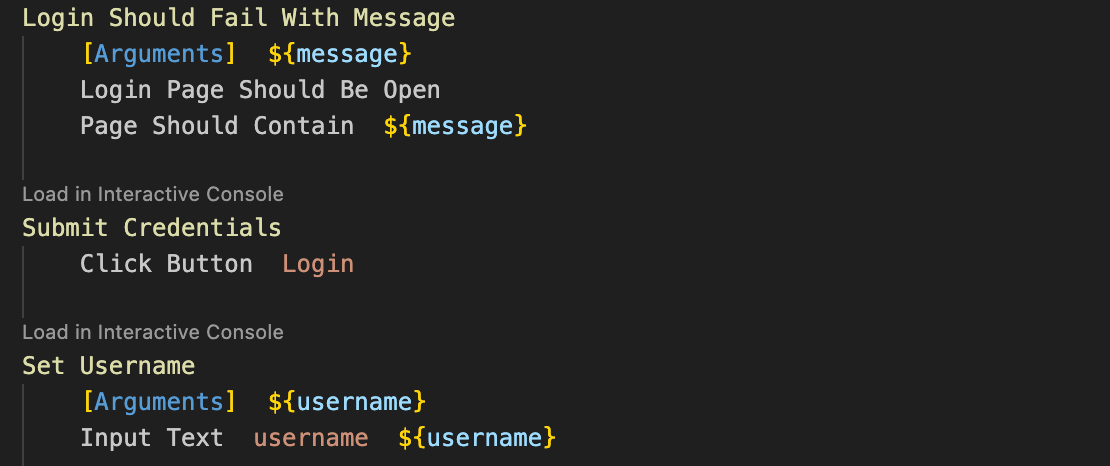 Login Should Fail With Message
[Arguments]  ${message}
Login Page Should Be Open
Page Should Contain  ${message}
Load in Interactive Console
Submit Credentials
Click Button  Login
Load in Interactive Console
Set Username
[Arguments]  ${username}
Input Text  username  ${username}